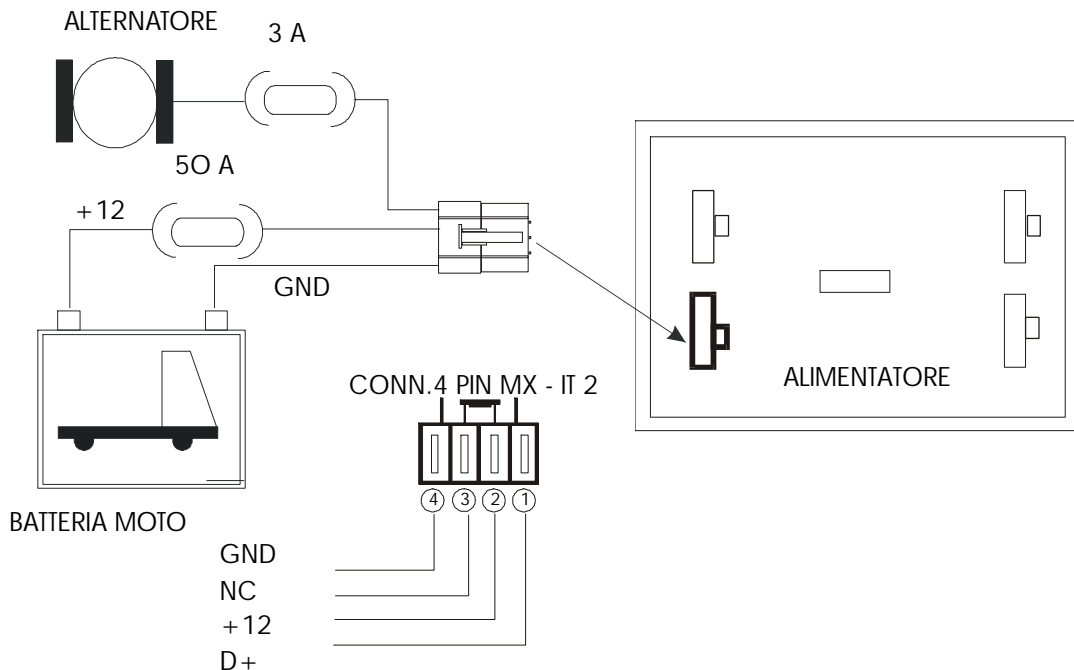 ALTERNATORE
3 A
50 A
+12
GND
ALIMENTATORE
CONN.4 PIN MX - IT 2
4 3 2 1
BATTERIA MOTO
GND
NC
+12
D+